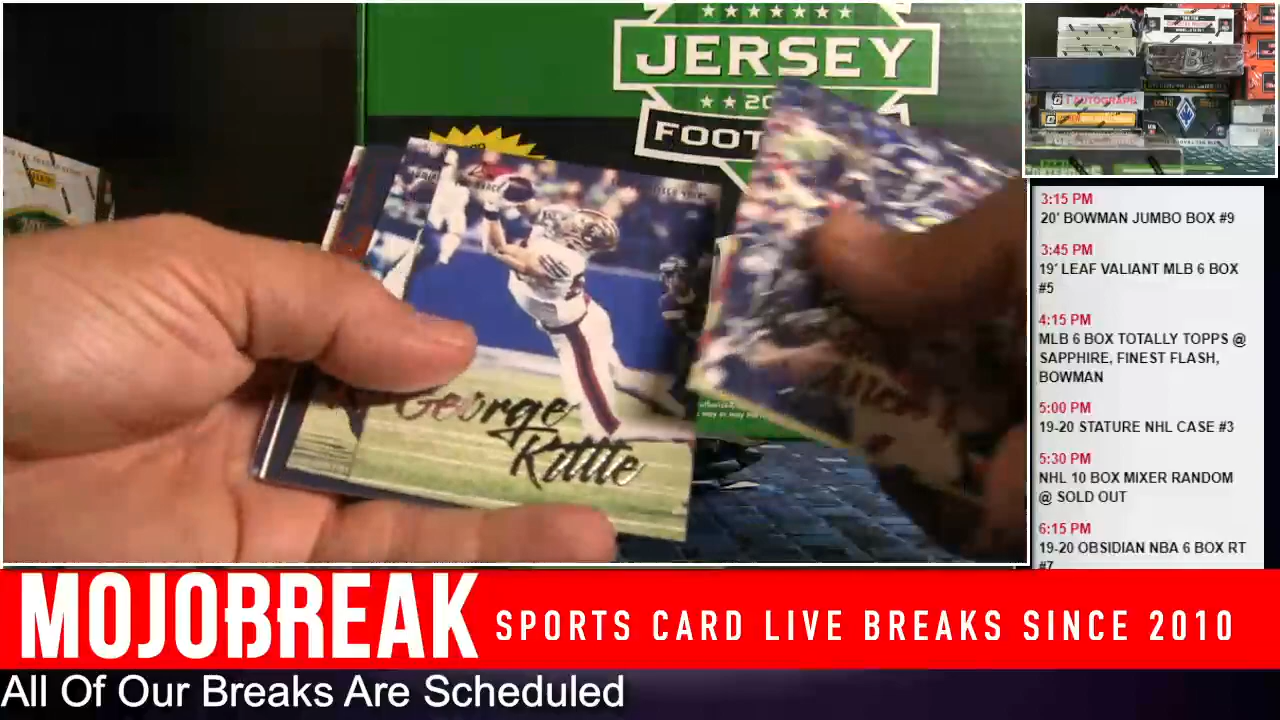 JERSEY
FOOT
George
Kittle
AUTOGRAPH
3:15 PM
20' BOWMAN JUMBO BOX #9
3:45 PM
19' LEAF VALIANT MLB 6 BOX
#5
4:15 PM
MLB 6 BOX TOTALLY TOPPS @
SAPPHIRE, FINEST FLASH,
BOWMAN
5:00 PM
19-20 STATURE NHL CASE #3
5:30 PM
NHL 10 BOX MIXER RANDOM
@ SOLD OUT
6:15 PM
19-20 OBSIDIAN NBA 6 BOX RT
#7
MOJOBREAK SPORTS CARD LIVE BREAKS SINCE 2010
All Of Our Breaks Are Scheduled